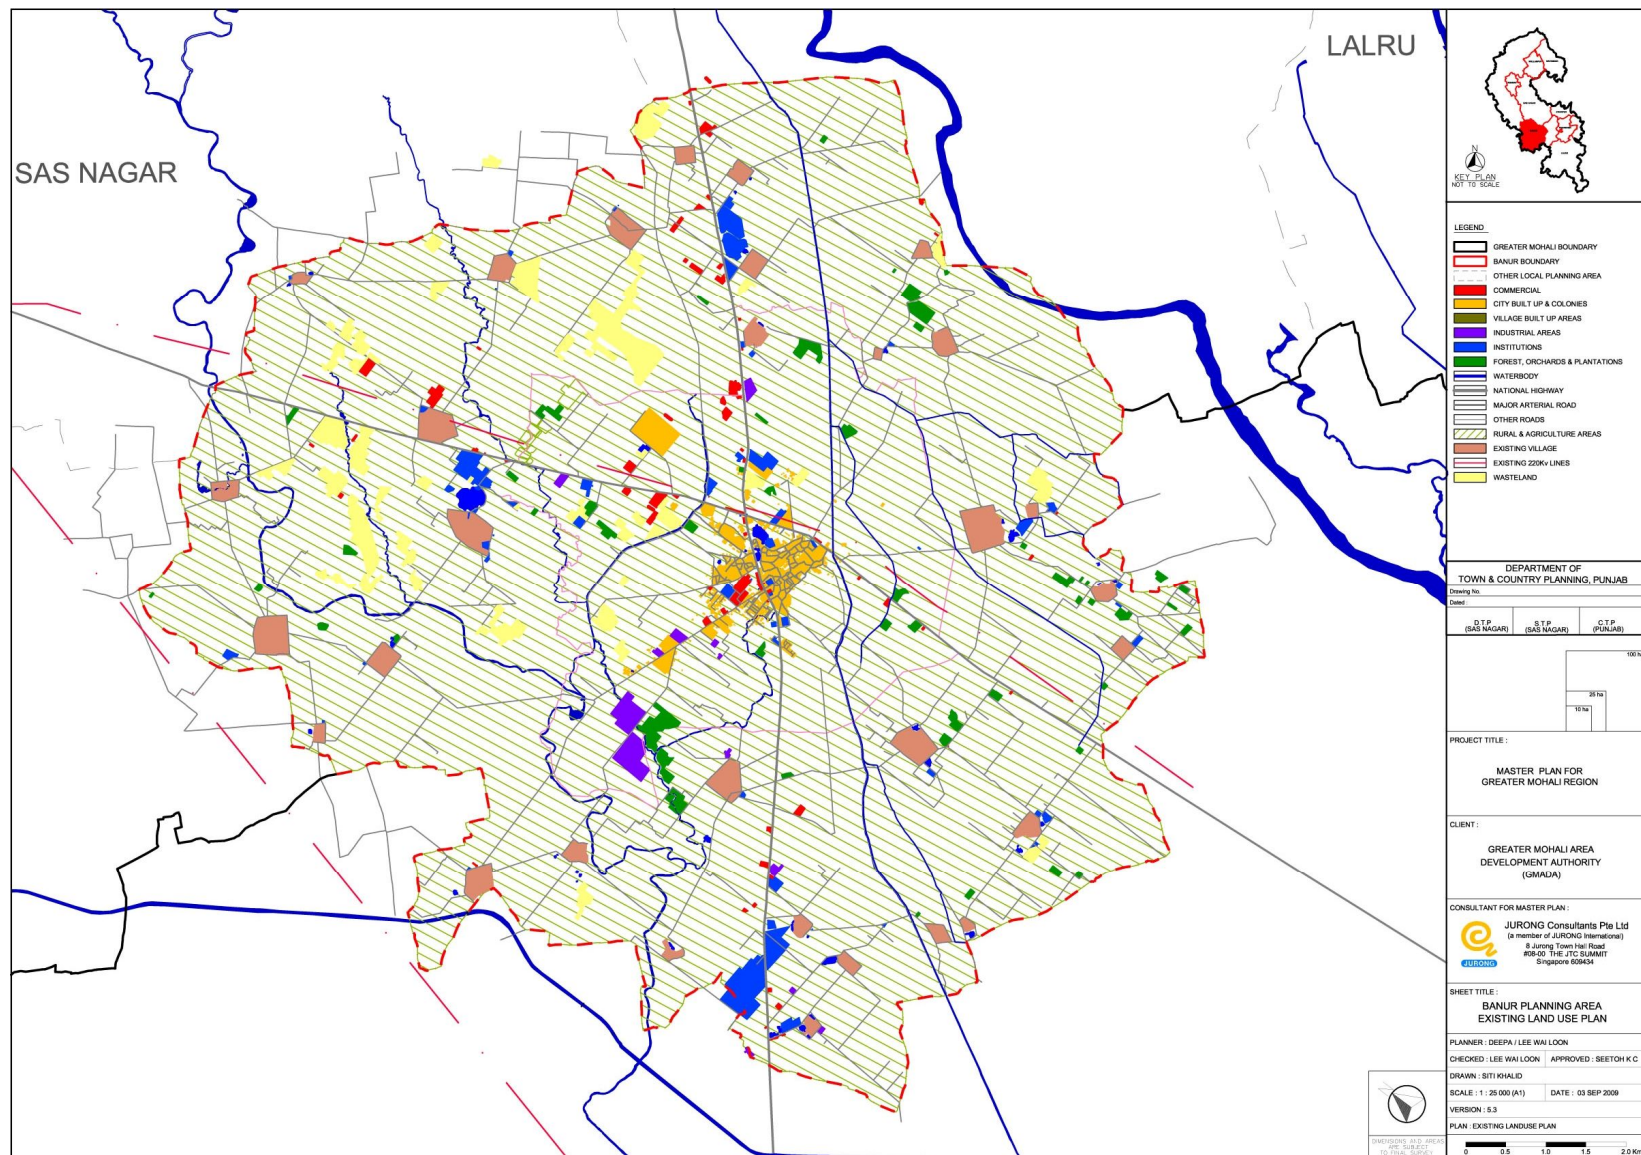 SAS NAGAR
LALRU
N
KEY PLAN
NOT TO SCALE
LEGEND
GREATER MOHALI BOUNDARY
BANUR BOUNDARY
OTHER LOCAL PLANNING AREA
COMMERCIAL
CITY BUILT UP & COLONIES
VILLAGE BUILT UP AREAS
INDUSTRIAL AREAS
INSTITUTIONS
FOREST, ORCHARDS & PLANTATIONS
WATERBODY
NATIONAL HIGHWAY
MAJOR ARTERIAL ROAD
OTHER ROADS
RURAL & AGRICULTURE AREAS
EXISTING VILLAGE
EXISTING 220Kv LINES
WASTELAND
DEPARTMENT OF
TOWN & COUNTRY PLANNING, PUNJAB
Drawing No.
Dated :
D.T.P S.T.P C.T.P
(SAS NAGAR) (SAS NAGAR) (PUNJAB)
100 h
25 ha
10 ha
PROJECT TITLE :
MASTER PLAN FOR
GREATER MOHALI REGION
CLIENT :
GREATER MOHALI AREA
DEVELOPMENT AUTHORITY
(GMADA)
CONSULTANT FOR MASTER PLAN :
JURONG Consultants Pte Ltd
(a member of JURONG International)
8 Jurong Town Hall Road
#08-00 THE JTC SUMMIT
Singapore 609434
JURONG
SHEET TITLE :
BANUR PLANNING AREA
EXISTING LAND USE PLAN
PLANNER : DEEPA / LEE WAI LOON
CHECKED : LEE WAI LOON APPROVED : SEETOH K C
DRAWN : SITI KHALID
SCALE : 1 : 25 000 (A1) DATE : 03 SEP 2009
VERSION : 5.3
PLAN : EXISTING LANDUSE PLAN
0 0.5 1.0 1.5 2.0 Km
DIMENSIONS AND AREAS
ARE SUBJECT
TO FINAL SURVEY